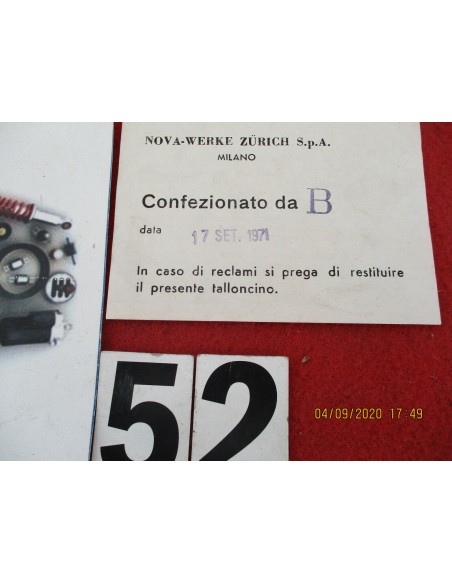 NOVA-WERKE ZÜRICH S.p.A.
MILANO
Confezionato da B
data 17 SET. 1971
In caso di reclami si prega di restituire
il presente talloncino.
52
04/09/2020 17:49